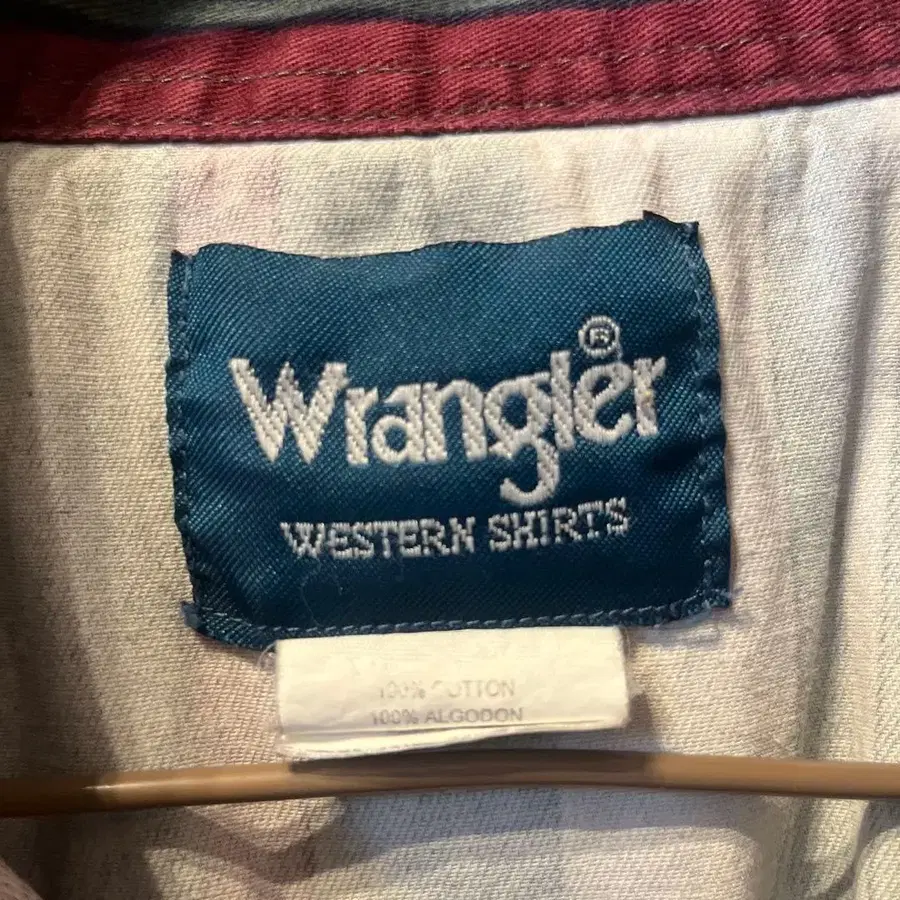 Wrangler®
WESTERN SHIRTS
100% COTTON
100% ALGODON